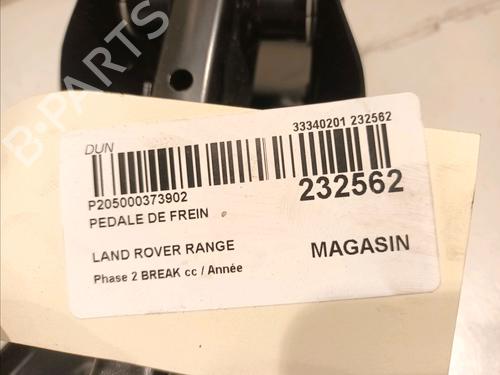 B-PARTS
33340201 232562
DUN
P205000373902
232562
PEDALE DE FREIN
LAND ROVER RANGE
MAGASIN
Phase 2 BREAK cc / Année